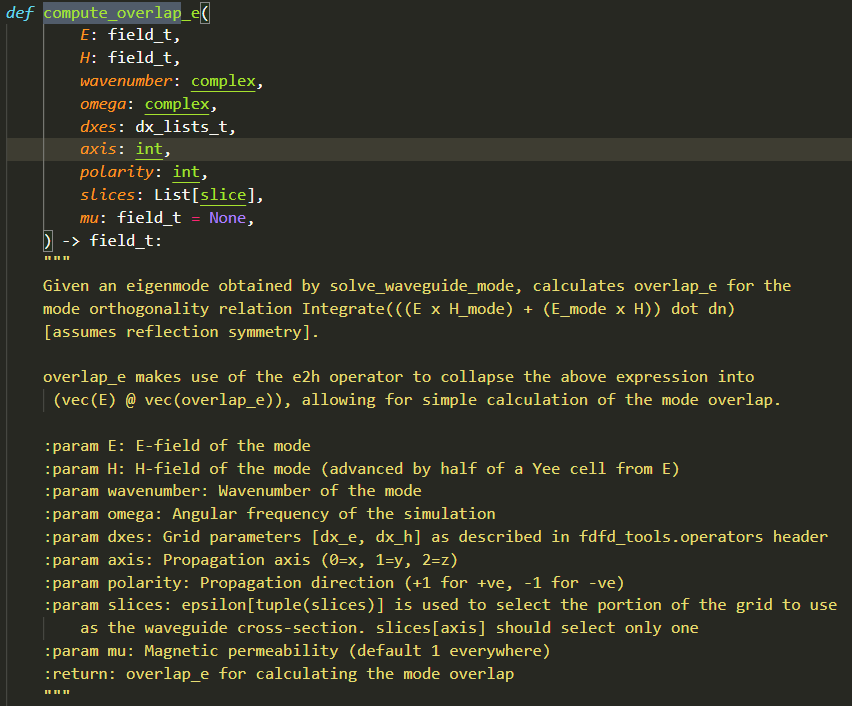 def compute_overlap_e(
E: field_t,
H: field_t,
wavenumber: complex,
omega: complex,
dxes: dx_lists_t,
axis: int,
polarity: int,
slices: List[slice],
mu: field_t = None,
) -> field_t:
"""
Given an eigenmode obtained by solve_waveguide_mode, calculates overlap_e for the
mode orthogonality relation Integrate(((E x H_mode) + (E_mode x H)) dot dn)
[assumes reflection symmetry].
overlap_e makes use of the e2h operator to collapse the above expression into
(vec(E) @ vec(overlap_e)), allowing for simple calculation of the mode overlap.
:param E: E-field of the mode
:param H: H-field of the mode (advanced by half of a Yee cell from E)
:param wavenumber: Wavenumber of the mode
:param omega: Angular frequency of the simulation
:param dxes: Grid parameters [dx_e, dx_h] as described in fdfd_tools.operators header
:param axis: Propagation axis (0=x, 1=y, 2=z)
:param polarity: Propagation direction (+1 for +ve, -1 for -ve)
:param slices: epsilon[tuple(slices)] is used to select the portion of the grid to use
as the waveguide cross-section. slices[axis] should select only one
:param mu: Magnetic permeability (default 1 everywhere)
:return: overlap_e for calculating the mode overlap
"""